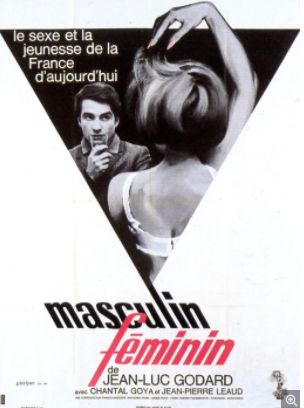 le sexe et la
jeunesse de la
France
d'aujourd'hui
masculin
féminin
de
JEAN-LUC GODARD
avec CHANTAL GOYA et JEAN-PIERRE LEAUD